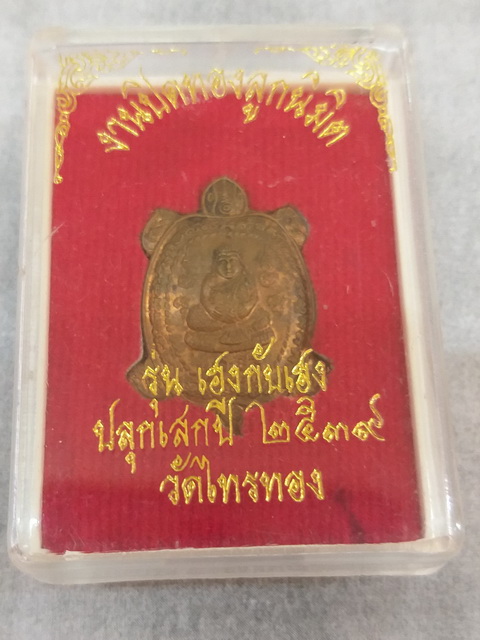 งานปิดทองลูกนิมิต
รุ่น เฮงกับเฮง
ปลุกเสกปี ๒๕๓๙
วัดไทรทอง